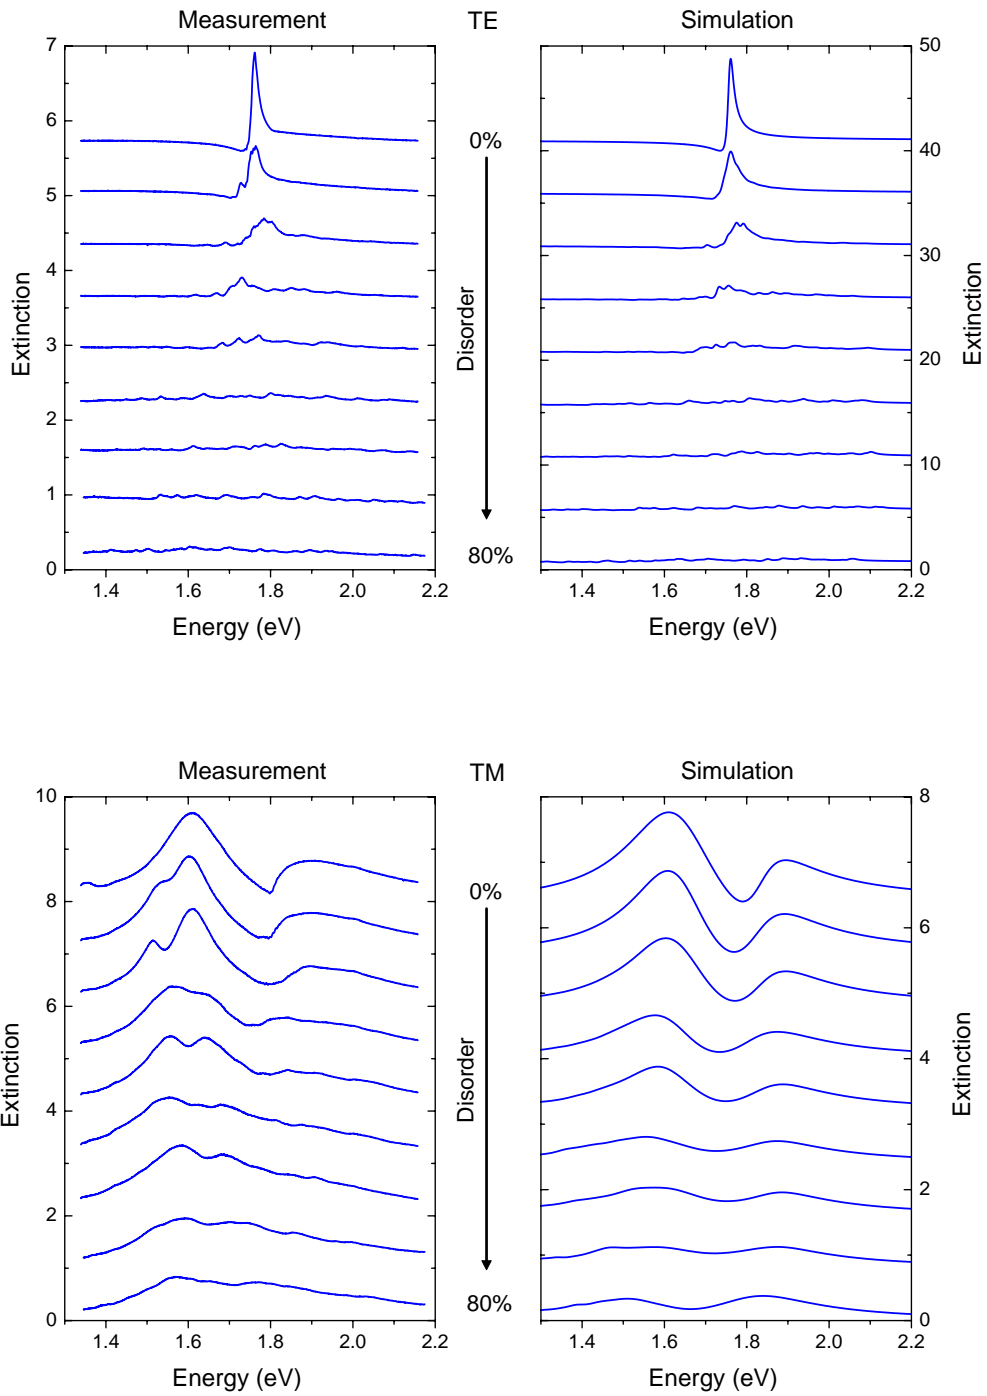 Measurement TE Simulation
7 50
6
0% 40
5
4 30
Extinction Disorder Extinction
3
20
2
10
1
80%
0 0
1.4 1.6 1.8 2.0 2.2 1.4 1.6 1.8 2.0 2.2
Energy (eV) Energy (eV)
Measurement TM Simulation
10 8
0%
8
6
6
Extinction Disorder Extinction
4
4
2
2
80%
0 0
1.4 1.6 1.8 2.0 2.2 1.4 1.6 1.8 2.0 2.2
Energy (eV) Energy (eV)